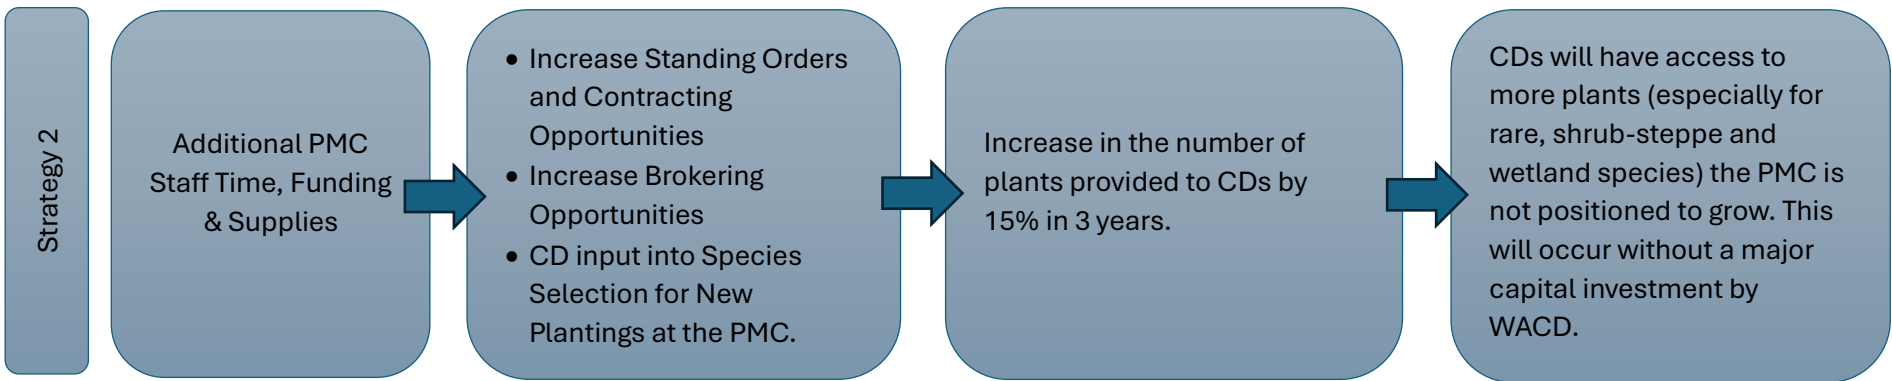 Strategy 2
Additional PMC
Staff Time, Funding
& Supplies
• Increase Standing Orders
and Contracting
Opportunities
• Increase Brokering
Opportunities
• CD input into Species
Selection for New
Plantings at the PMC.
Increase in the number of
plants provided to CDs by
15% in 3 years.
CDs will have access to
more plants (especially for
rare, shrub-steppe and
wetland species) the PMC is
not positioned to grow. This
will occur without a major
capital investment by
WACD.